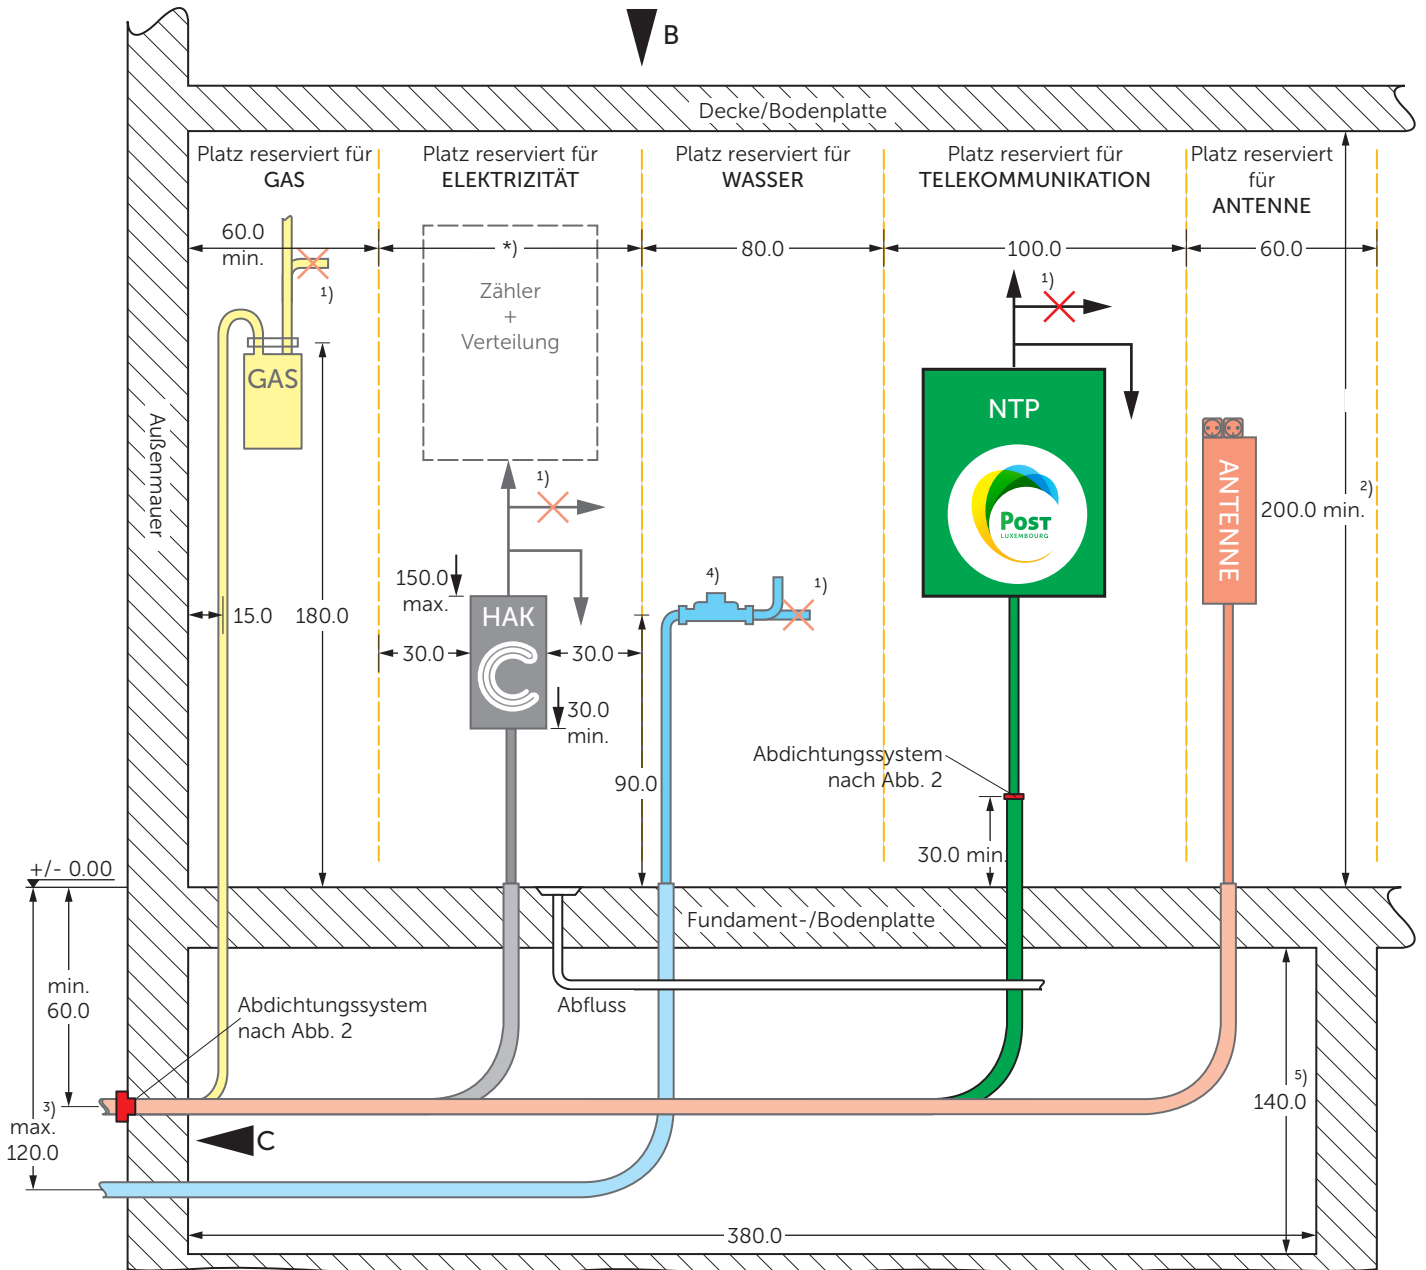 B
Decke/Bodenplatte
Platz reserviert für
GAS
Platz reserviert für
ELEKTRIZITÄT
Platz reserviert für
WASSER
Platz reserviert für
TELEKOMMUNIKATION
Platz reserviert
für
ANTENNE
60.0
min.
*)
80.0
100.0
60.0
1)
Zähler
+
Verteilung
1)
GAS
NTP
POST
LUXEMBOURG
Außenmauer
ANTENNE
200.0 min.
2)
1)
150.0
max.
HAK
4)
1)
15.0
180.0
30.0
30.0
30.0
min.
90.0
Abdichtungssystem
nach Abb. 2
30.0 min.
+/- 0.00
Fundament-/Bodenplatte
min.
60.0
Abdichtungssystem
nach Abb. 2
Abfluss
3)
max.
120.0
C
5)
140.0
380.0